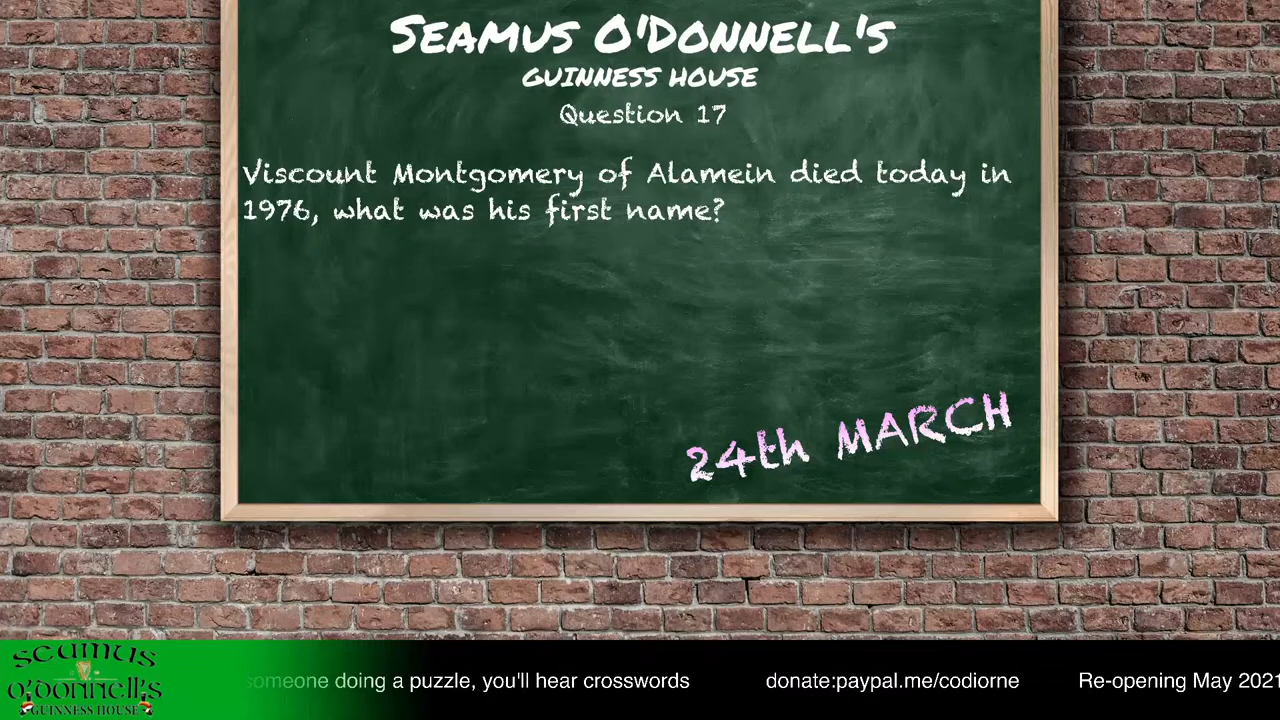 SEAMUS O'DONNELL'S
GUINNESS HOUSE
Question 17
Viscount Montgomery of Alamein died today in
1976, what was his first name?
24th MARCH
seamus
o'donnell's
GUINNESS HOUSE
someone doing a puzzle, you'll hear crosswords donate:paypal.me/codiorne Re-opening May 2021